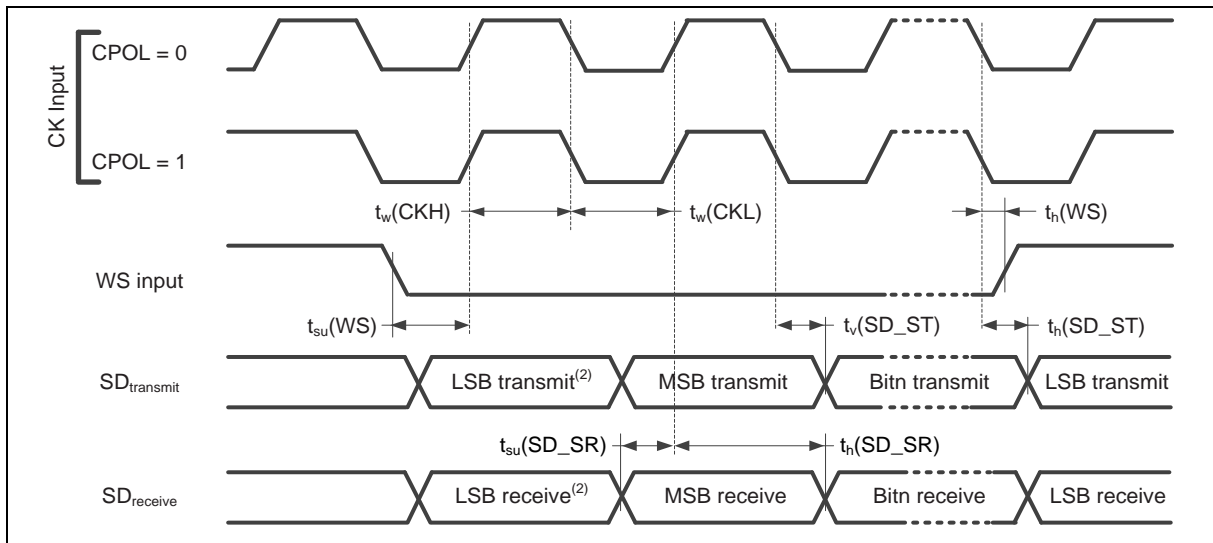 CK Input
CPOL = 0
CPOL = 1
tw(CKH)
tw(CKL)
th(WS)
WS input
tsu(WS)
tv(SD_ST)
th(SD_ST)
SDtransmit
LSB transmit(2)
MSB transmit
Bitn transmit
LSB transmit
tsu(SD_SR)
th(SD_SR)
SDreceive
LSB receive(2)
MSB receive
Bitn receive
LSB receive